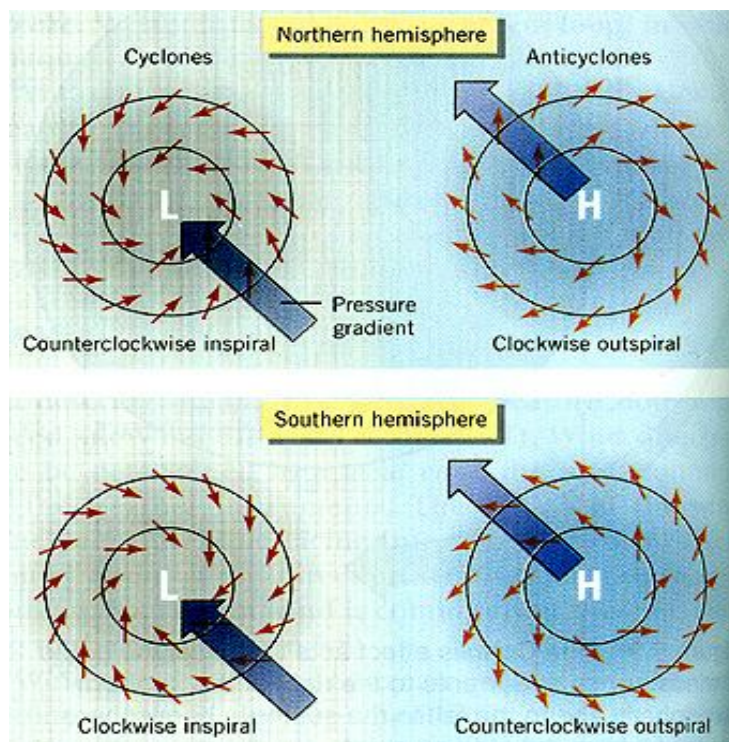 Northern hemisphere
Cyclones
Anticyclones
L
H
Pressure
gradient
Counterclockwise inspiral
Clockwise outspiral
Southern hemisphere
L
H
Clockwise inspiral
Counterclockwise outspiral